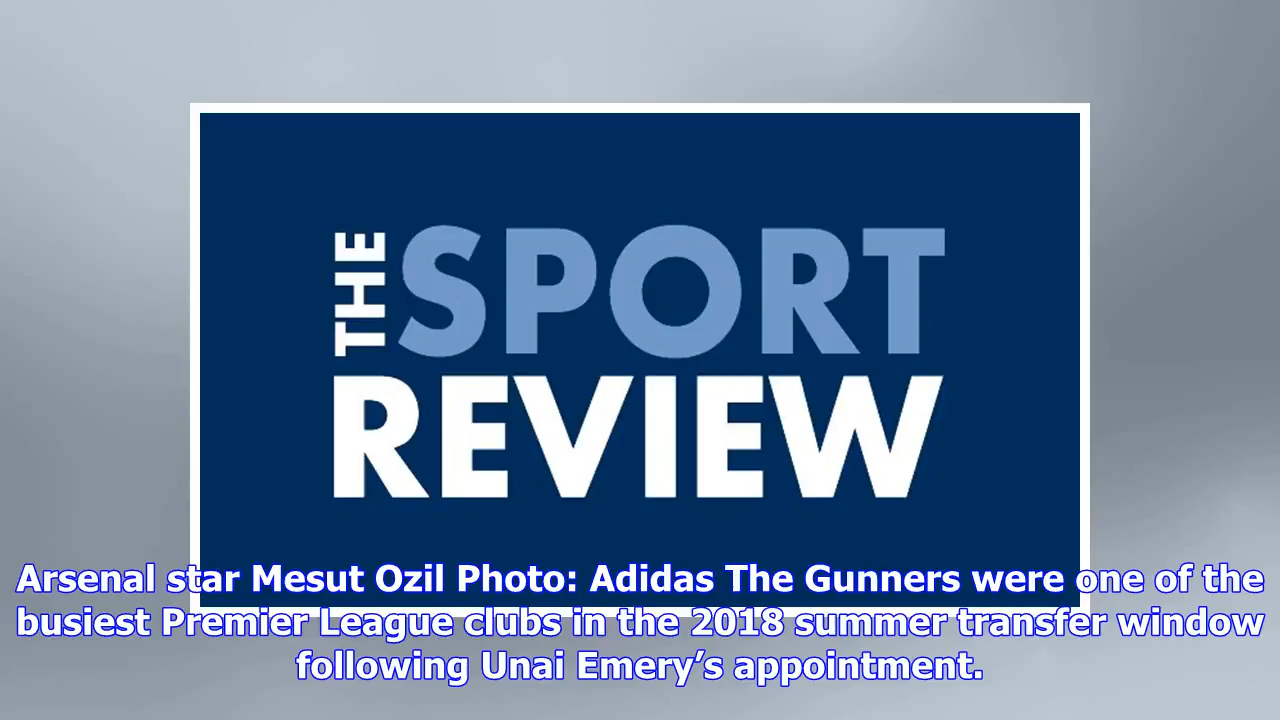 THE SPORT
REVIEW
Arsenal star Mesut Ozil Photo: Adidas The Gunners were one of the
busiest Premier League clubs in the 2018 summer transfer window
following Unai Emery’s appointment.